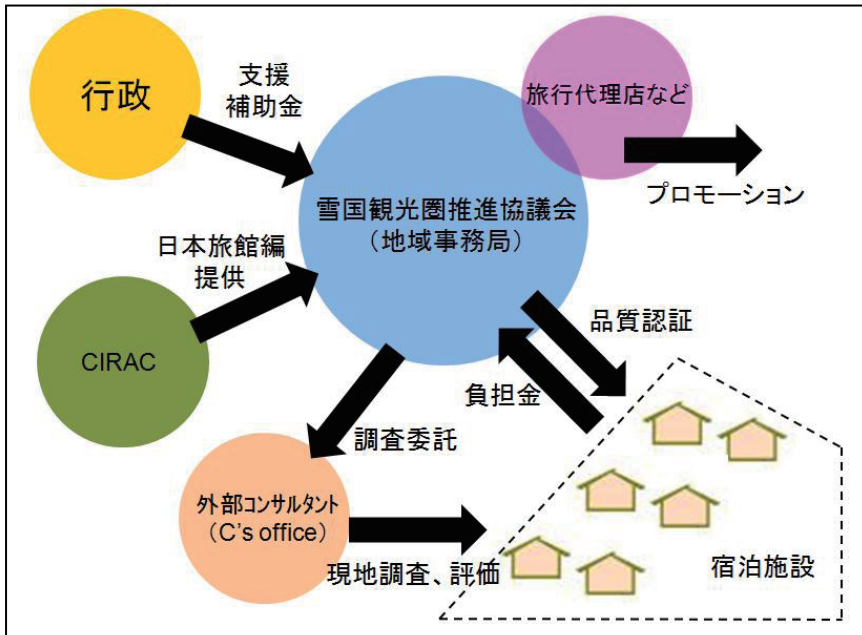 行政
支援
補助金
旅行代理店など
プロモーション
雪国観光圏推進協議会
（地域事務局）
日本旅館編
提供
CIRAC
品質認証
負担金
調査委託
外部コンサルタント
（C’s office）
現地調査、評価
宿泊施設